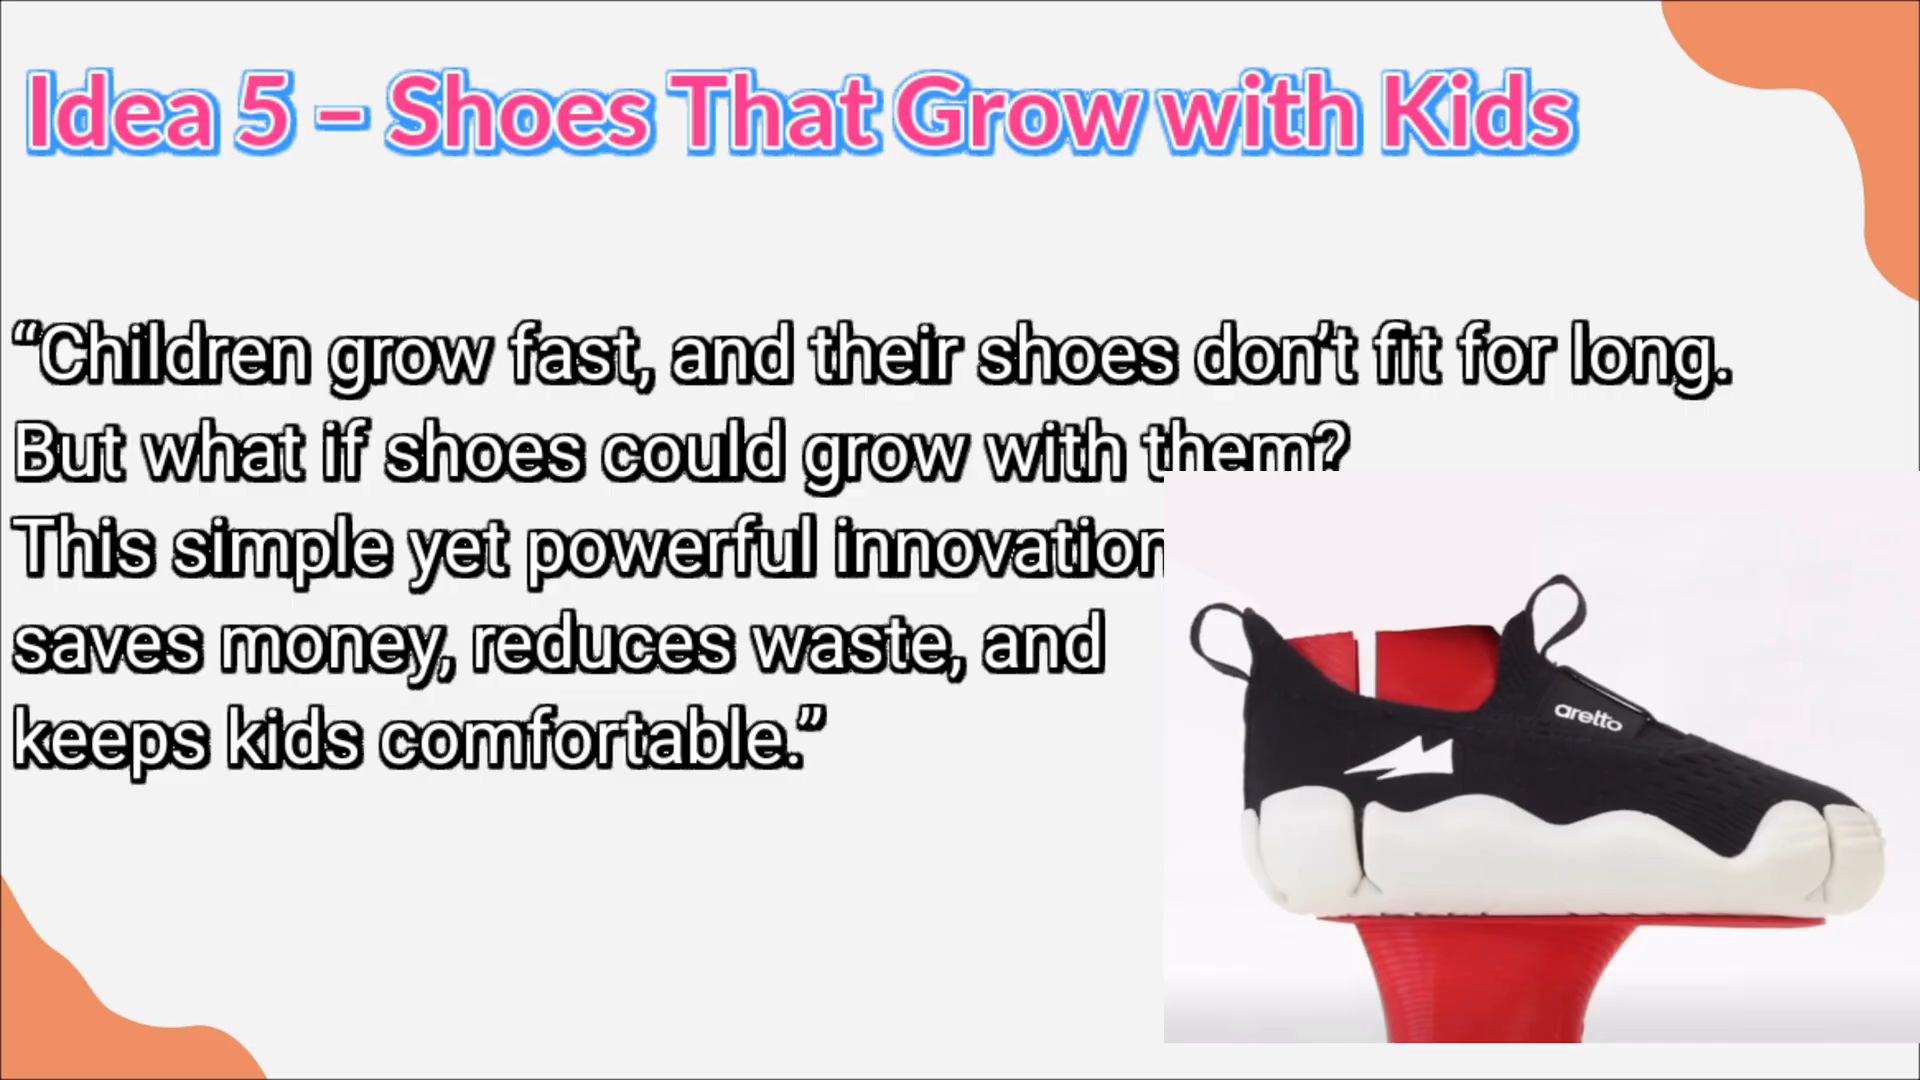 Idea 5 – Shoes That Grow with Kids
“Children grow fast, and their shoes don’t fit for long.
But what if shoes could grow with them?
This simple yet powerful innovation
saves money, reduces waste, and
keeps kids comfortable.”
aretto